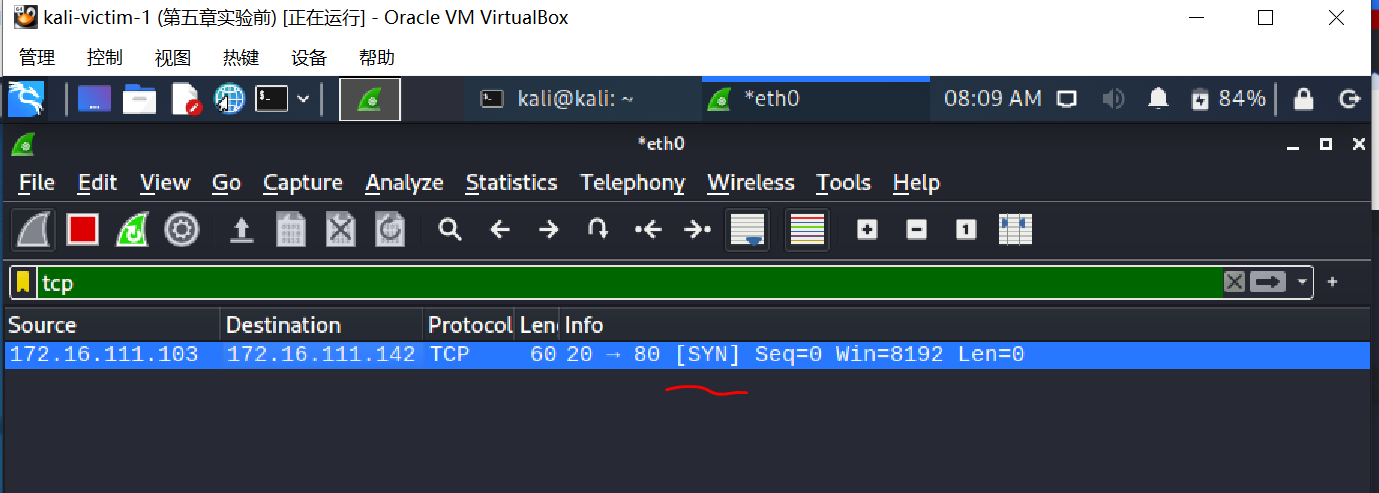 kali-victim-1 (第五章实验前) [正在运行] - Oracle VM VirtualBox
管理 控制 视图 热键 设备 帮助
kali@kali: ~ *eth0 08:09 AM 84%
*eth0
File Edit View Go Capture Analyze Statistics Telephony Wireless Tools Help
tcp
Source Destination Protocol Len Info
172.16.111.103 172.16.111.142 TCP 60 20 → 80 [SYN] Seq=0 Win=8192 Len=0